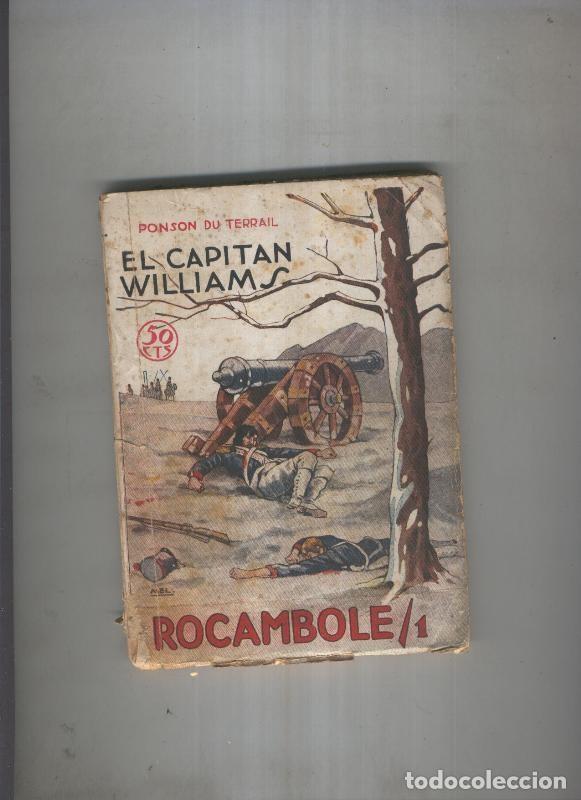 PONSON DU TERRAIL
EL CAPITAN
WILLIAMS
50
CTS
ROCAMBOLE/1
todocoleccion